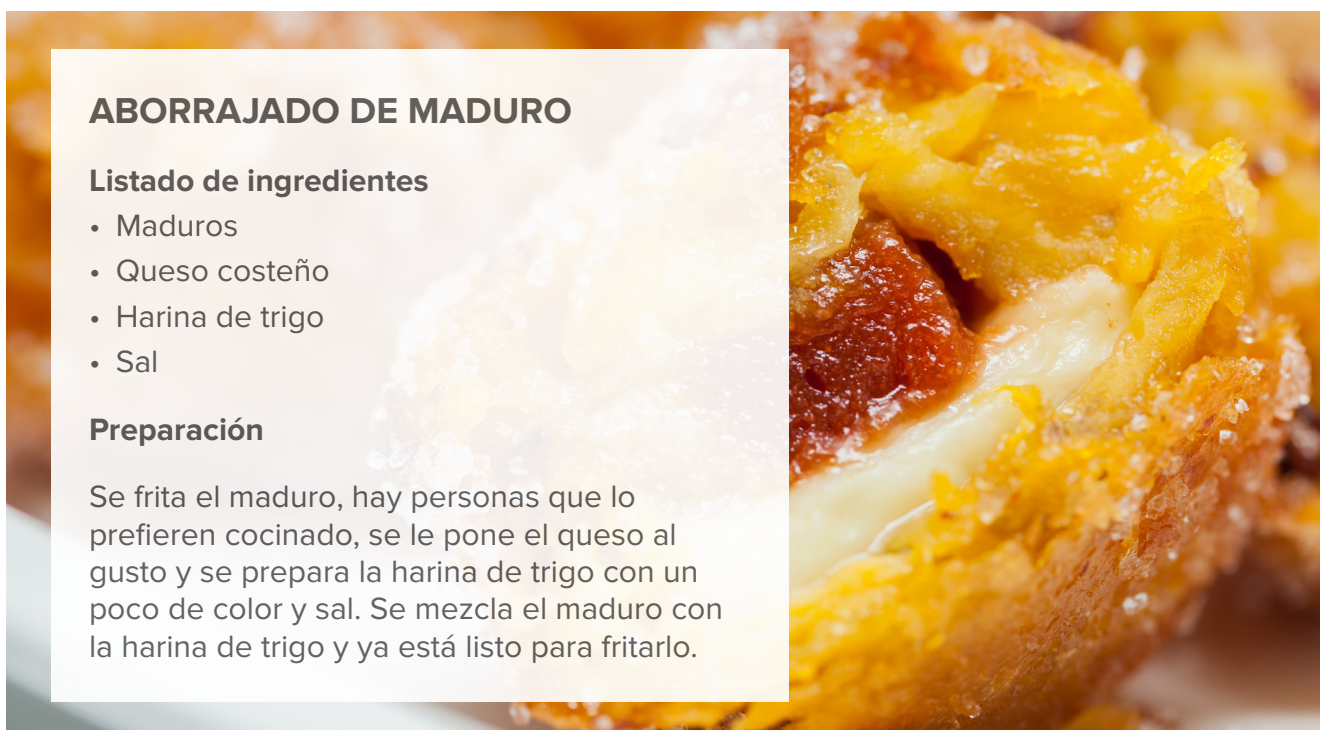 ABORRAJADO DE MADURO
Listado de ingredientes
• Maduros
• Queso costeño
• Harina de trigo
• Sal
Preparación
Se frita el maduro, hay personas que lo
prefieren cocinado, se le pone el queso al
gusto y se prepara la harina de trigo con un
poco de color y sal. Se mezcla el maduro con
la harina de trigo y ya está listo para fritarlo.